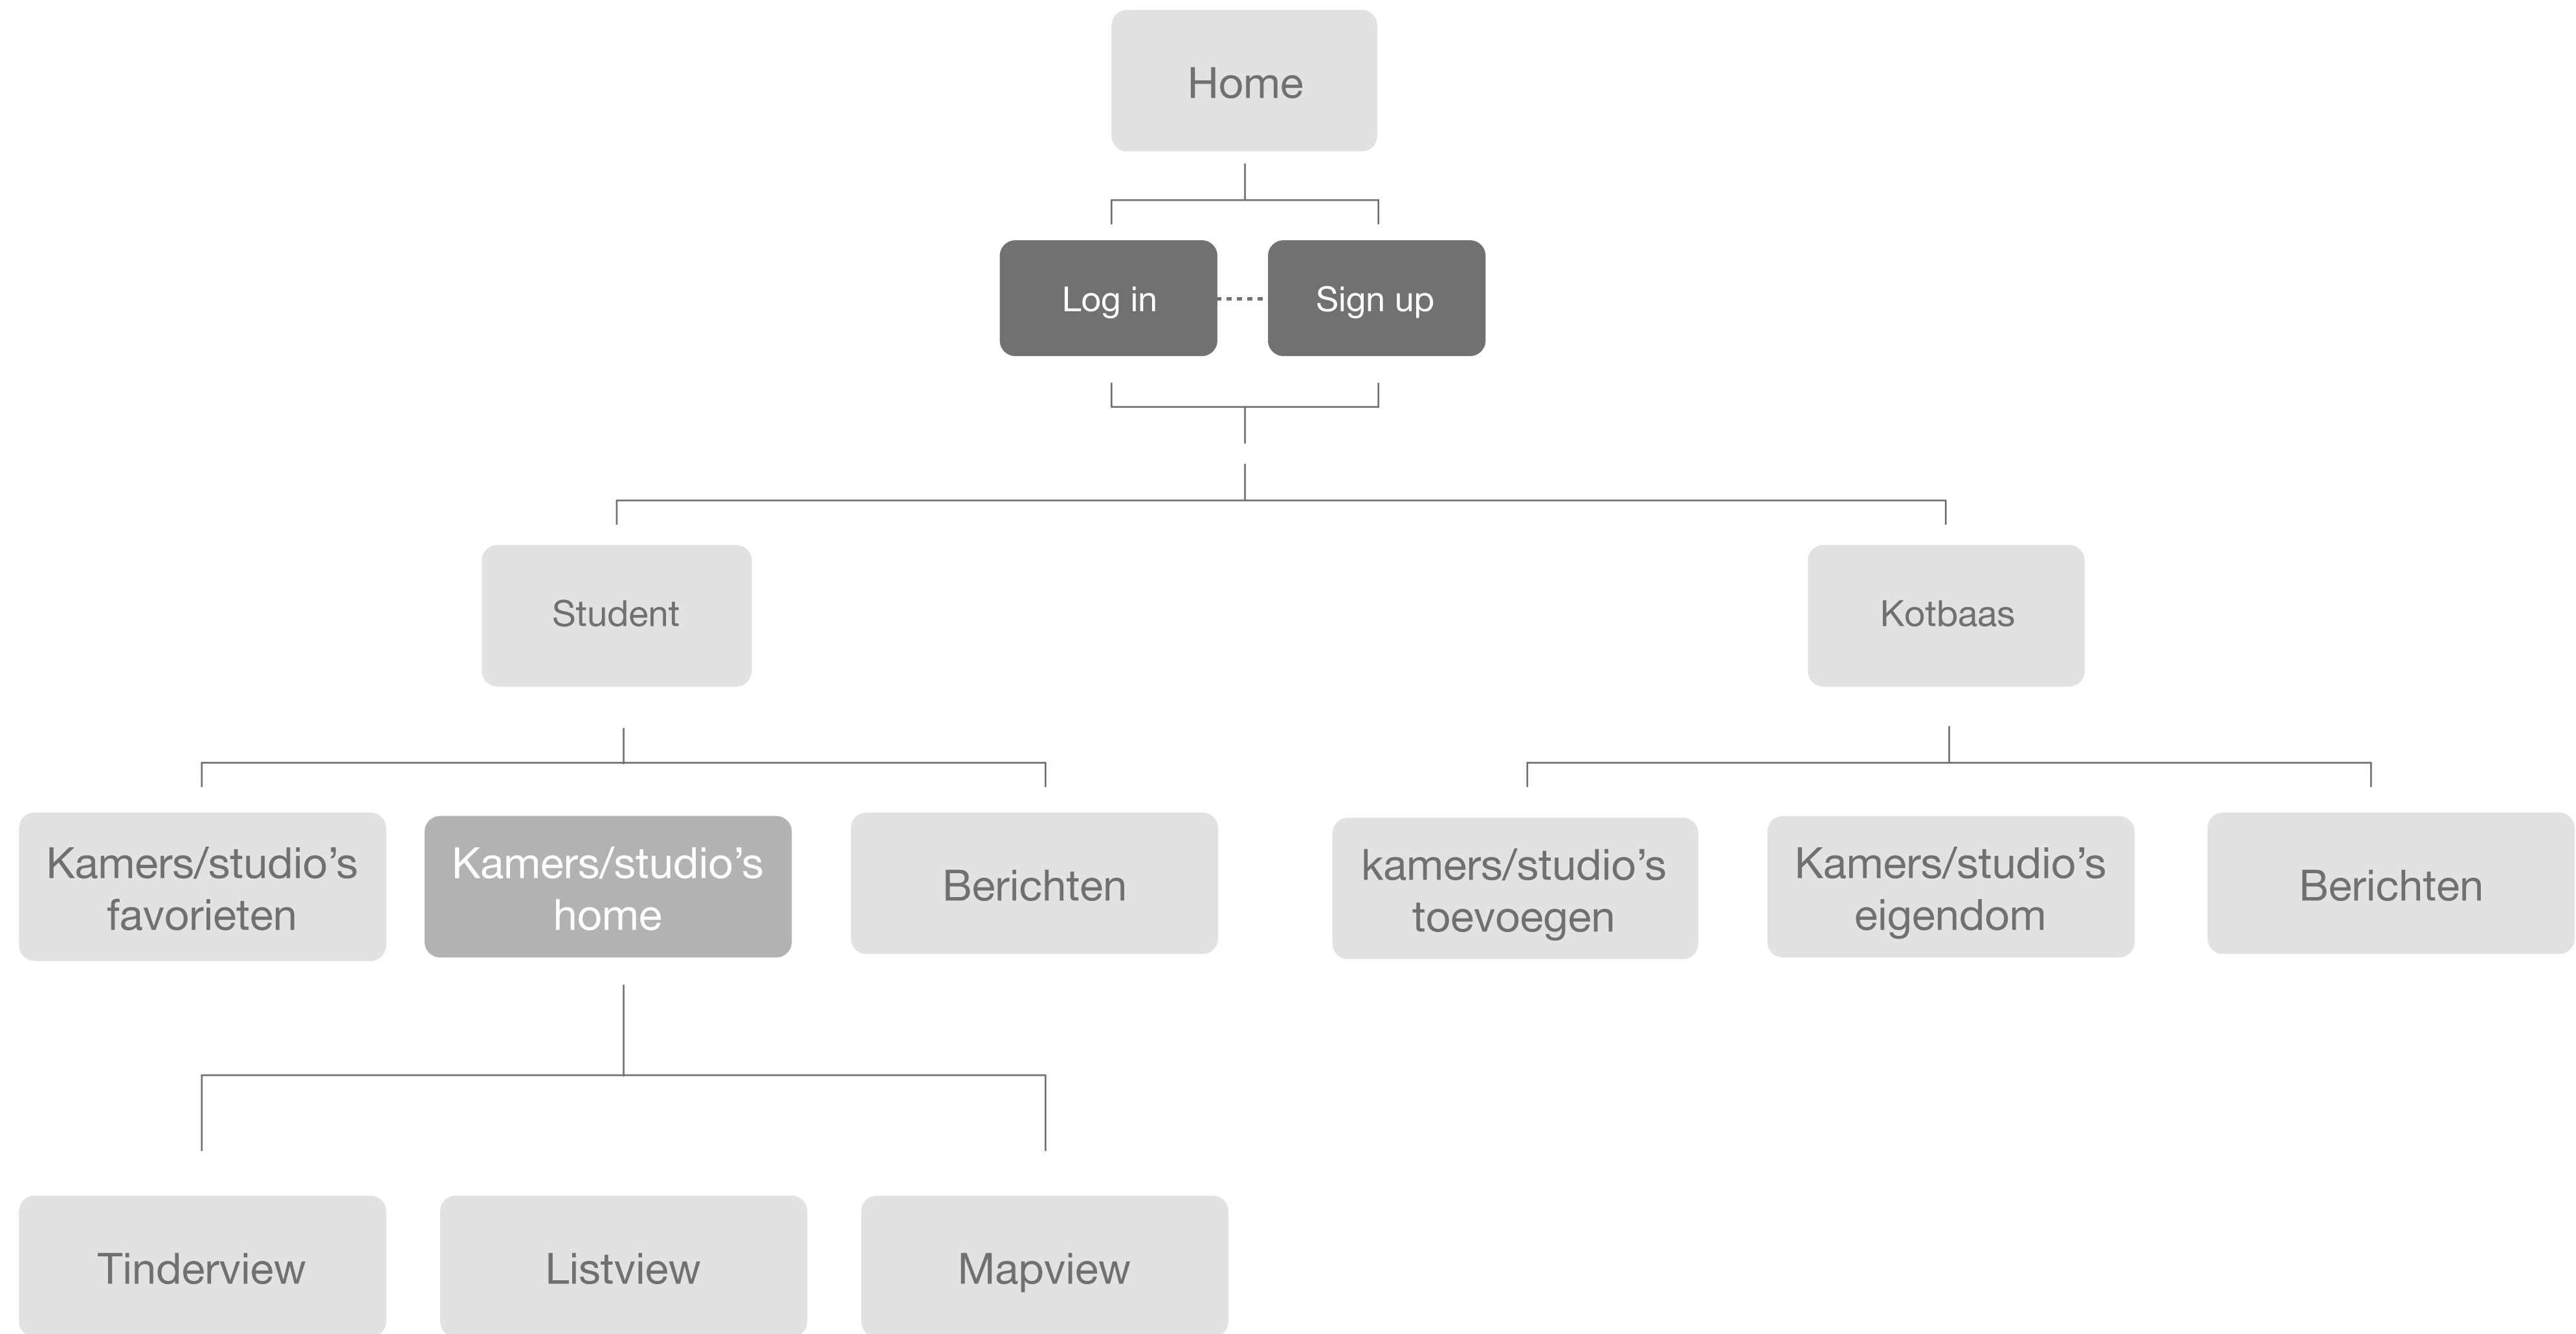 Home
Log in
Sign up
Student
Kotbaas
Kamers/studio’s
favorieten
Kamers/studio’s
home
Berichten
kamers/studio’s
toevoegen
Kamers/studio’s
eigendom
Berichten
Tinderview
Listview
Mapview